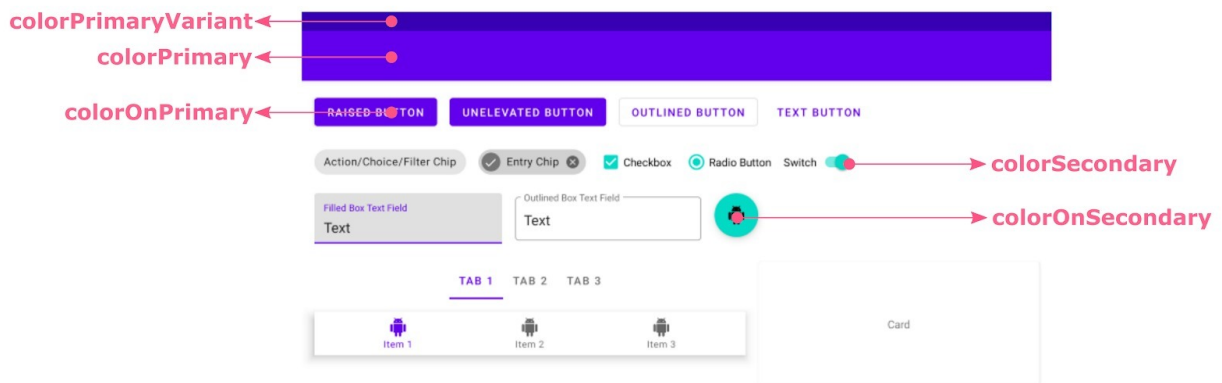 colorPrimaryVariant
colorPrimary
colorOnPrimary
RAISED BUTTON UNELEVATED BUTTON OUTLINED BUTTON TEXT BUTTON
Action/Choice/Filter Chip Entry Chip Checkbox Radio Button Switch
colorSecondary
Filled Box Text Field Outlined Box Text Field
Text Text
colorOnSecondary
TAB 1 TAB 2 TAB 3
Card
Item 1 Item 2 Item 3